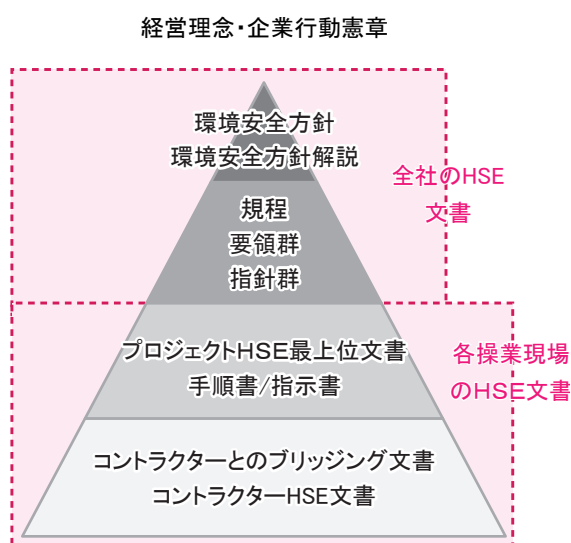 経営理念・企業行動憲章
環境安全方針
環境安全方針解説
全社のHSE
文書
規程
要領群
指針群
プロジェクトHSE最上位文書
手順書/指示書
各操業現場
のHSE文書
コントラクターとのブリッジング文書
コントラクターHSE文書